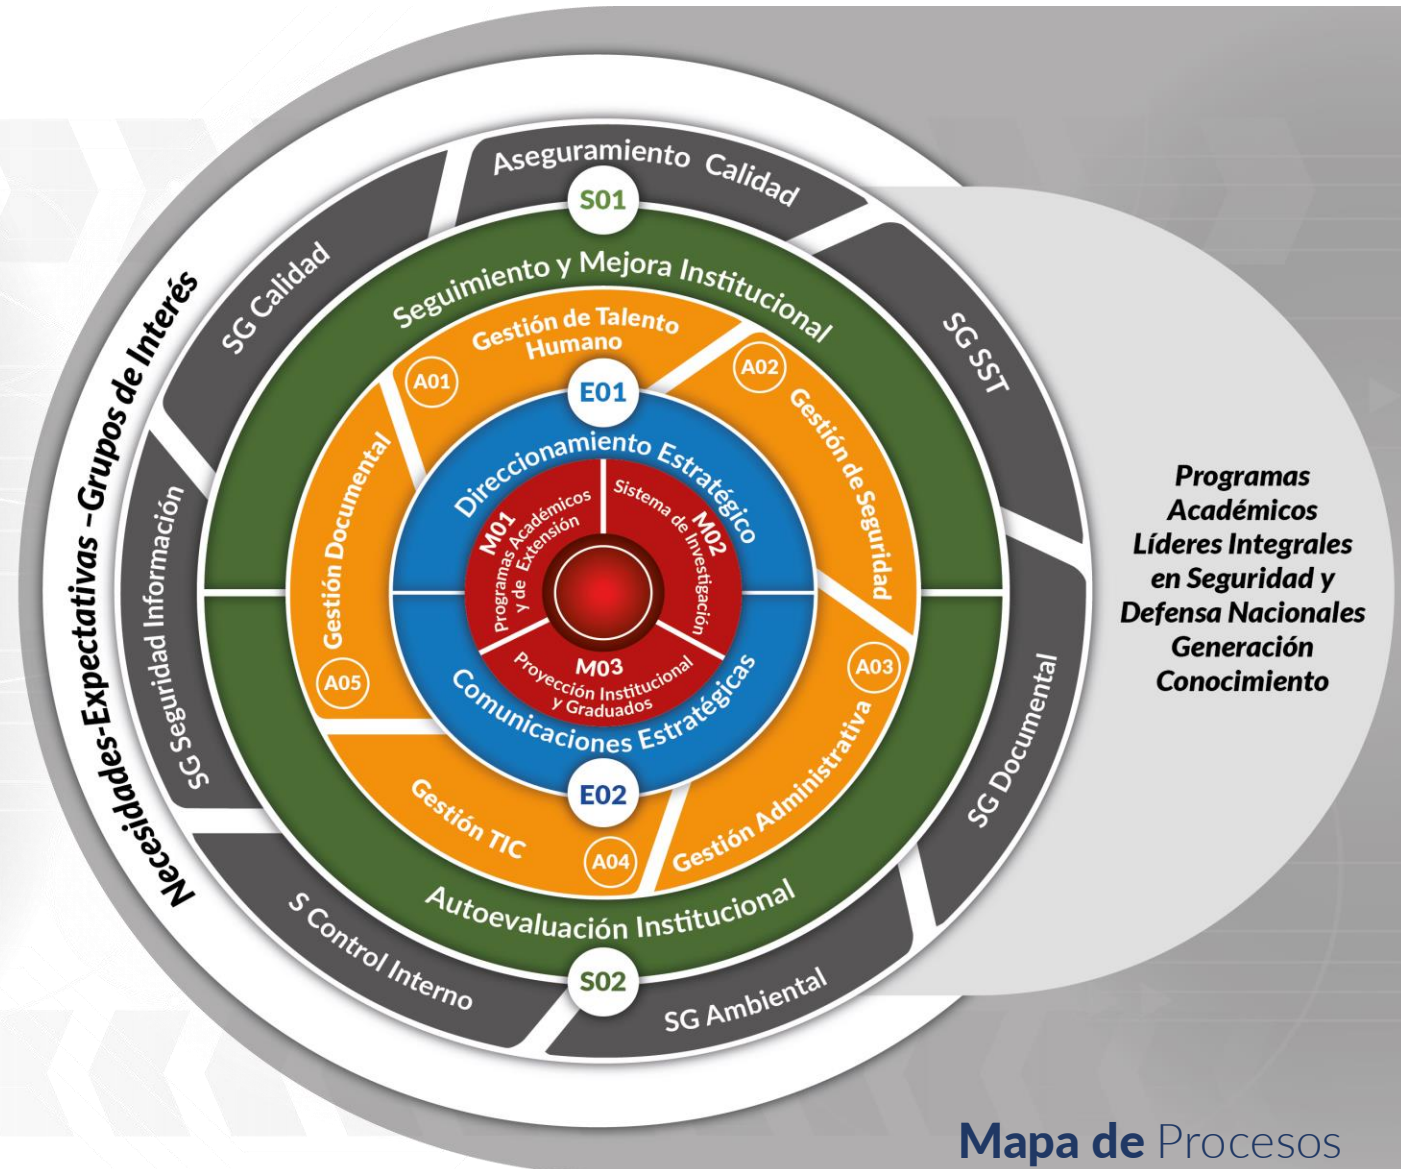 Necesidades-Expectativas -Grupos de Interés
Aseguramiento Calidad
SG Calidad
SG SST
SG Seguridad Información
SG Documental
S Control Interno
SG Ambiental
S01
Seguimiento y Mejora Institucional
Autoevaluación Institucional
S02
Gestión de Talento
Humano
A01
A02
Gestión de Seguridad
A03
Gestión Administrativa
Gestión TIC
A04
Gestión Documental
A05
E01
Direccionamiento Estratégico
Comunicaciones Estratégicas
E02
M01
Programas Académicos
y de Extensión
M02
Sistema de Investigación
M03
Proyección Institucional
y Graduados
Programas
Académicos
Líderes Integrales
en Seguridad y
Defensa Nacionales
Generación
Conocimiento
Mapa de Procesos